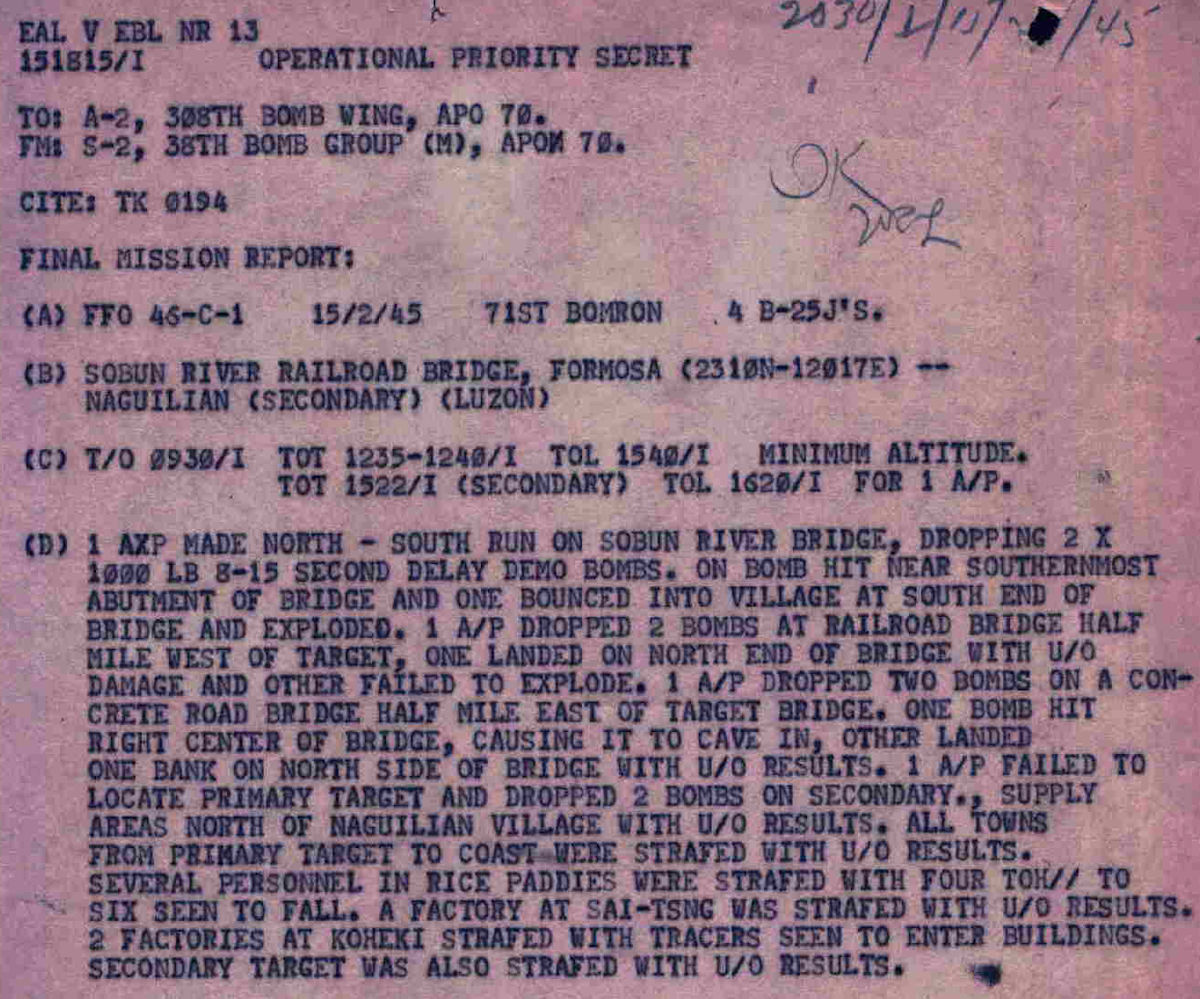 EAL V EBL NR 13
151815/I OPERATIONAL PRIORITY SECRET
TO: A-2, 308TH BOMB WING, APO 70.
FM: S-2, 38TH BOMB GROUP (M), APOM 70.
OK
CITE: TK 0194
FINAL MISSION REPORT:
(A) FFO 46-C-1 15/2/45 71ST BOMRON 4 B-25J'S.
(B) SOBUN RIVER RAILROAD BRIDGE, FORMOSA (2310N-12017E) --
NAGUILIAN (SECONDARY) (LUZON)
(C) T/O 0930/I TOT 1235-1240/I TOL 1540/I MINIMUM ALTITUDE.
TOT 1522/I (SECONDARY) TOL 1620/I FOR 1 A/P.
(D) 1 AXP MADE NORTH - SOUTH RUN ON SOBUN RIVER BRIDGE, DROPPING 2 X
1000 LB 8-15 SECOND DELAY DEMO BOMBS. ON BOMB HIT NEAR SOUTHERNMOST
ABUTMENT OF BRIDGE AND ONE BOUNCED INTO VILLAGE AT SOUTH END OF
BRIDGE AND EXPLODED. 1 A/P DROPPED 2 BOMBS AT RAILROAD BRIDGE HALF
MILE WEST OF TARGET, ONE LANDED ON NORTH END OF BRIDGE WITH U/O
DAMAGE AND OTHER FAILED TO EXPLODE. 1 A/P DROPPED TWO BOMBS ON A CON-
CRETE ROAD BRIDGE HALF MILE EAST OF TARGET BRIDGE. ONE BOMB HIT
RIGHT CENTER OF BRIDGE, CAUSING IT TO CAVE IN, OTHER LANDED
ONE BANK ON NORTH SIDE OF BRIDGE WITH U/O RESULTS. 1 A/P FAILED TO
LOCATE PRIMARY TARGET AND DROPPED 2 BOMBS ON SECONDARY., SUPPLY
AREAS NORTH OF NAGUILIAN VILLAGE WITH U/O RESULTS. ALL TOWNS
FROM PRIMARY TARGET TO COAST WERE STRAFED WITH U/O RESULTS.
SEVERAL PERSONNEL IN RICE PADDIES WERE STRAFED WITH FOUR TOH// TO
SIX SEEN TO FALL. A FACTORY AT SAI-TSNG WAS STRAFED WITH U/O RESULTS.
2 FACTORIES AT KOHEKI STRAFED WITH TRACERS SEEN TO ENTER BUILDINGS.
SECONDARY TARGET WAS ALSO STRAFED WITH U/O RESULTS.